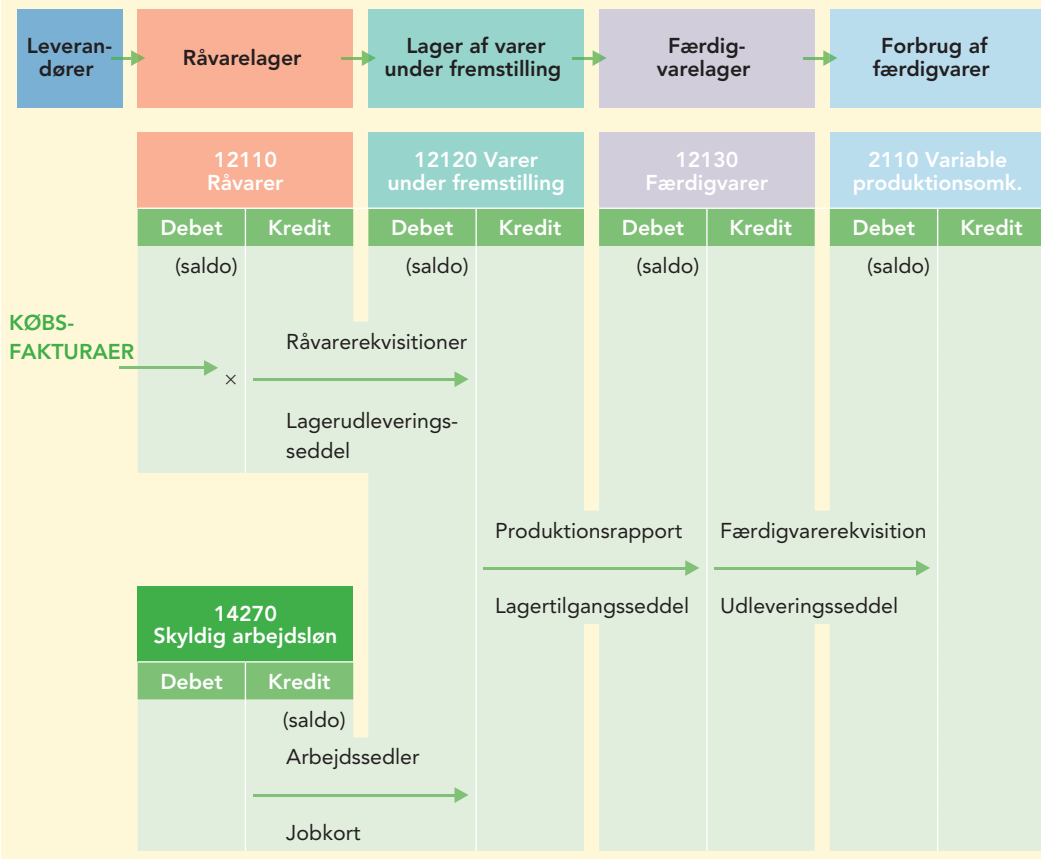 Leveran-
dører
Råvarelager
Lager af varer
under fremstilling
Færdig-
varelager
Forbrug af
færdigvarer
12110
Råvarer
12120 Varer
under fremstilling
12130
Færdigvarer
2110 Variable
produktionsomk.
Debet
Kredit
Debet
Kredit
Debet
Kredit
Debet
Kredit
(saldo)
(saldo)
(saldo)
(saldo)
KØBS-
FAKTURAER
×
Råvarerekvisitioner
Lagerudleverings-
seddel
Produktionsrapport
Færdigvarerekvisition
Lagertilgangsseddel
Udleveringsseddel
14270
Skyldig arbejdsløn
Debet
Kredit
(saldo)
Arbejdssedler
Jobkort